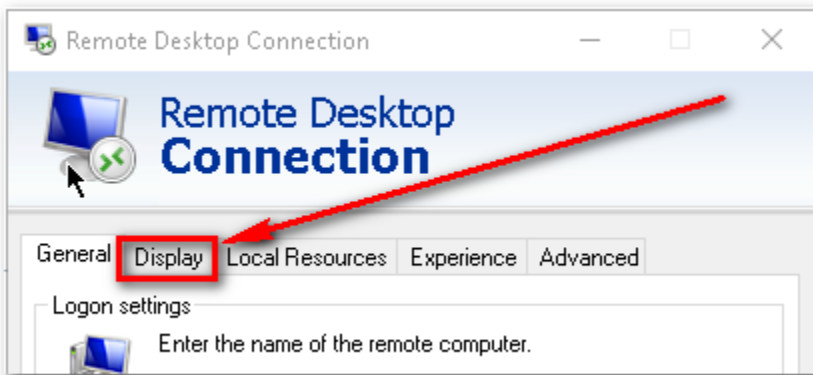 Remote Desktop Connection
Remote Desktop
Connection
General Display Local Resources Experience Advanced
Logon settings
Enter the name of the remote computer.